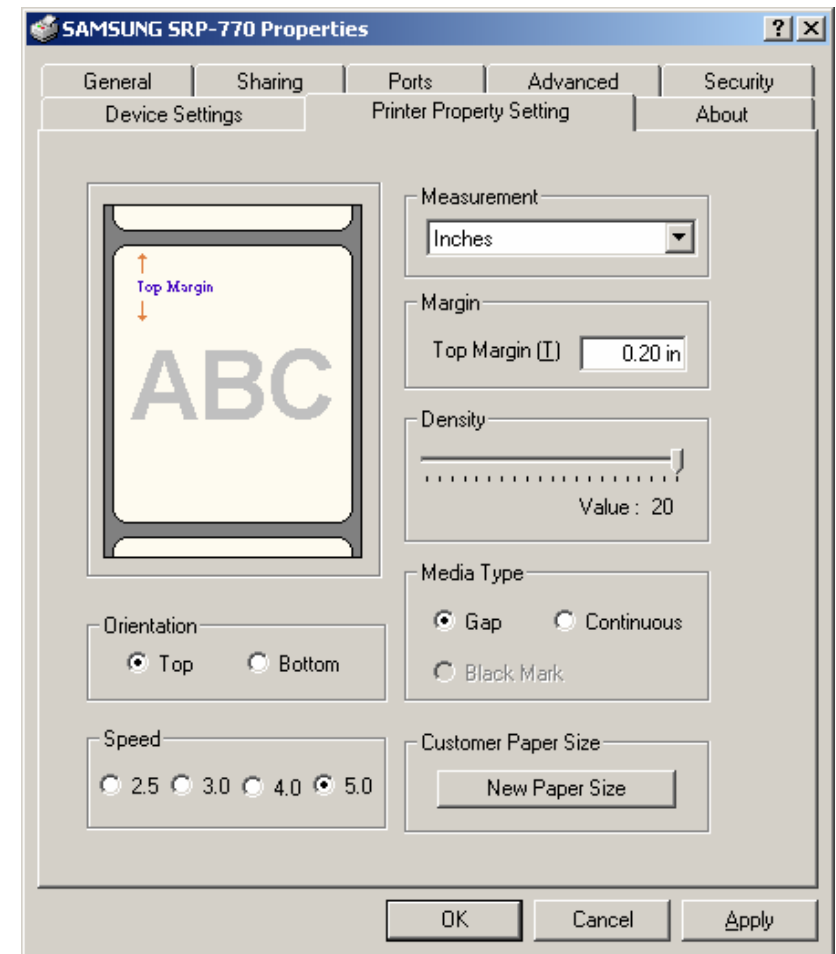 SAMSUNG SRP-770 Properties
General Sharing Ports Advanced Security
Device Settings Printer Property Setting About
Top Margin
ABC
Measurement
Inches
Margin
Top Margin (T) 0.20 in
Density
Value : 20
Media Type
Gap Continuous
Black Mark
Orientation
Top Bottom
Speed
2.5 3.0 4.0 5.0
Customer Paper Size
New Paper Size
OK Cancel Apply